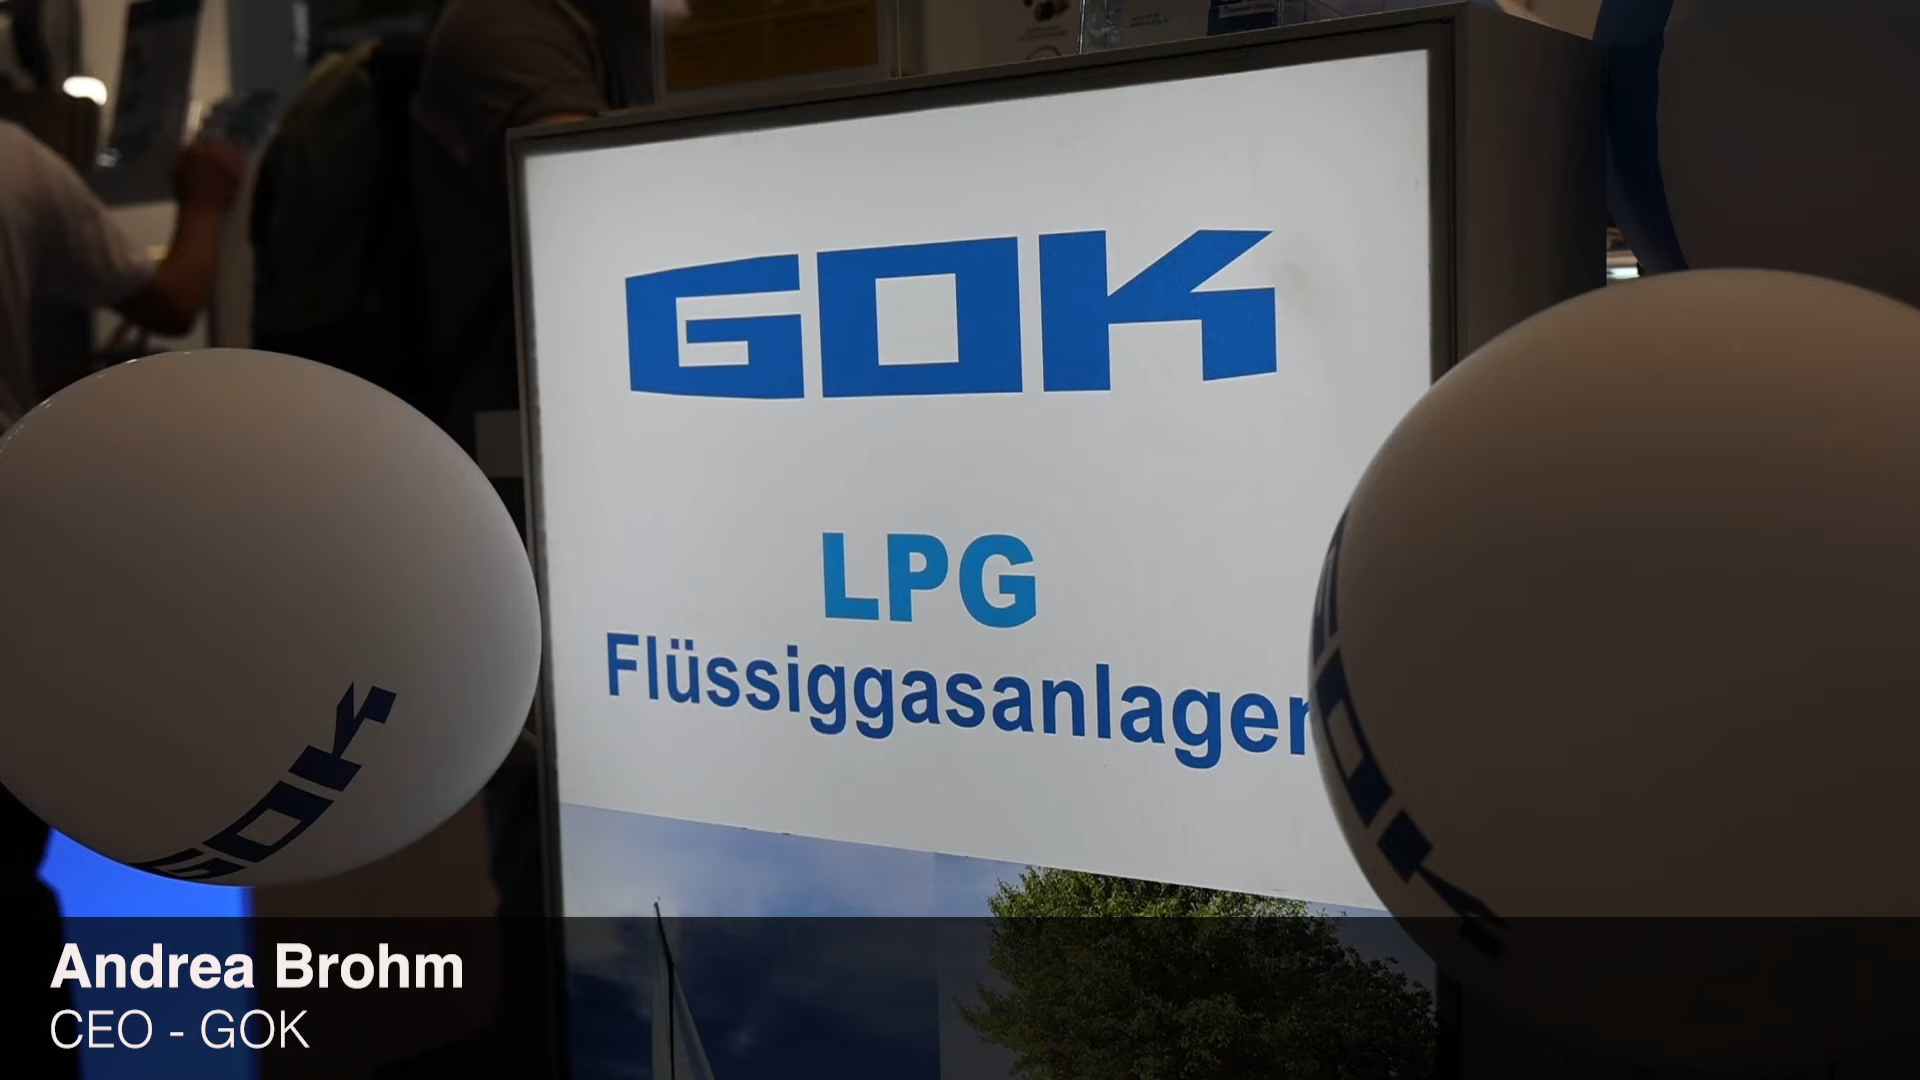 GOK
LPG
Flüssiggasanlagen
GOK
GOK
Andrea Brohm
CEO - GOK